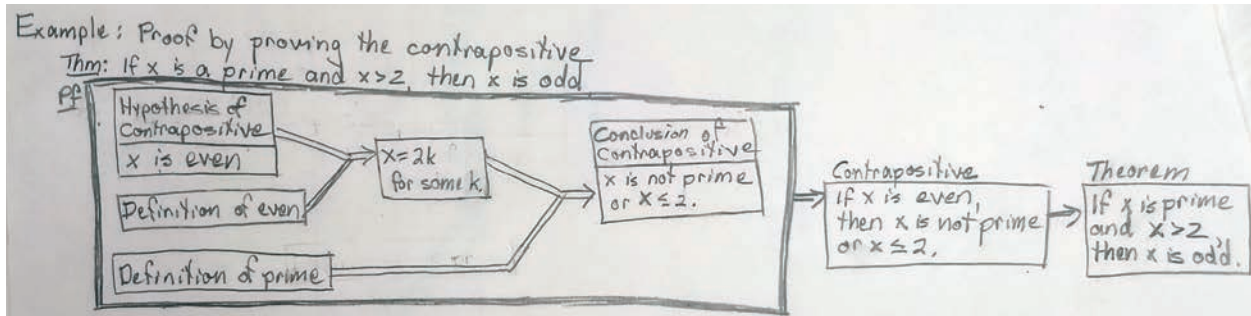 Example: Proof by proving the contrapositive
Thm: If x is a prime and x>2, then x is odd
Pf
Hypothesis of
Contrapositive
x is even
Definition of even
Definition of prime
x=2k
for some k.
Conclusion of
Contrapositive
x is not prime
or x ≤ 2.
Contrapositive
If x is even,
then x is not prime
or x ≤ 2.
Theorem
If x is prime
and x>2,
then x is odd.